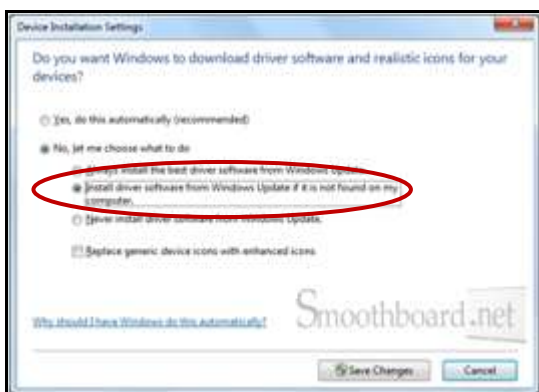 Device Installation Settings
Do you want Windows to download driver software and realistic icons for your
devices?
Yes, do this automatically (recommended)
No, let me choose what to do
Always install the best driver software from Windows Update.
Install driver software from Windows Update if it is not found on my
computer.
Never install driver software from Windows Update.
Replace generic device icons with enhanced icons
Why should I have Windows do this automatically?
Smoothboard.net
Save Changes
Cancel